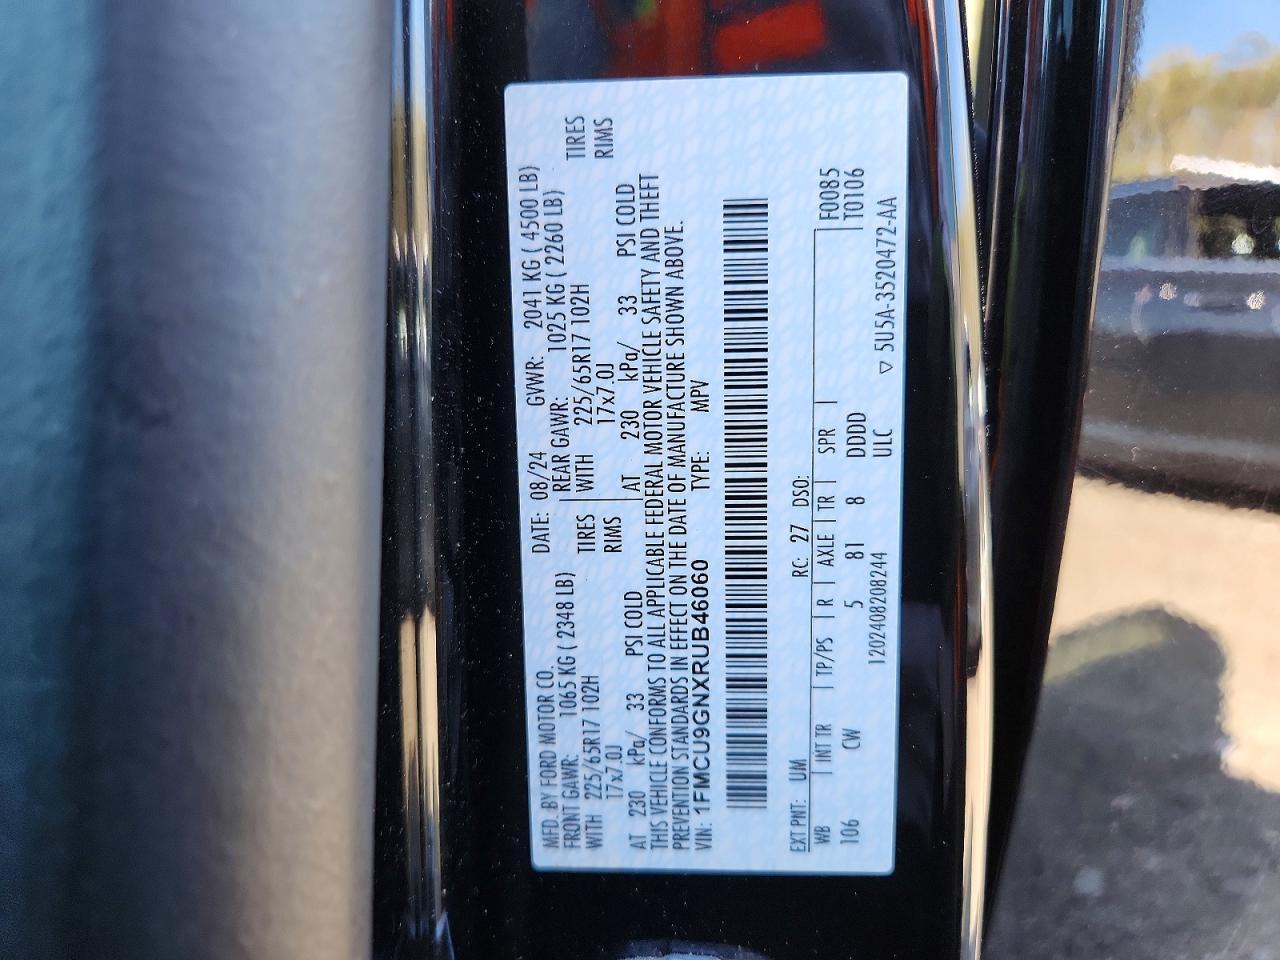 MFD. BY FORD MOTOR CO. DATE: 08/24 GVWR: 2041 KG ( 4500 LB)
FRONT GAWR: 1065 KG ( 2348 LB) REAR GAWR: 1025 KG ( 2260 LB)
WITH 225/65R17 102H TIRES WITH 225/65R17 102H TIRES
17x7.0J RIMS 17x7.0J RIMS
AT 230 kPa/ 33 PSI COLD AT 230 kPa/ 33 PSI COLD
THIS VEHICLE CONFORMS TO ALL APPLICABLE FEDERAL MOTOR VEHICLE SAFETY AND THEFT
PREVENTION STANDARDS IN EFFECT ON THE DATE OF MANUFACTURE SHOWN ABOVE.
VIN: 1FMCU9GNXRUB46060 TYPE: MPV
EXT PNT: UM RC: 27 DSO: F0085
WB INT TR TP/PS R AXLE TR SPR T0106
106 CW 5 81 8 DDDD
1202408208244 ULC ▽ 5U5A-3520472-AA